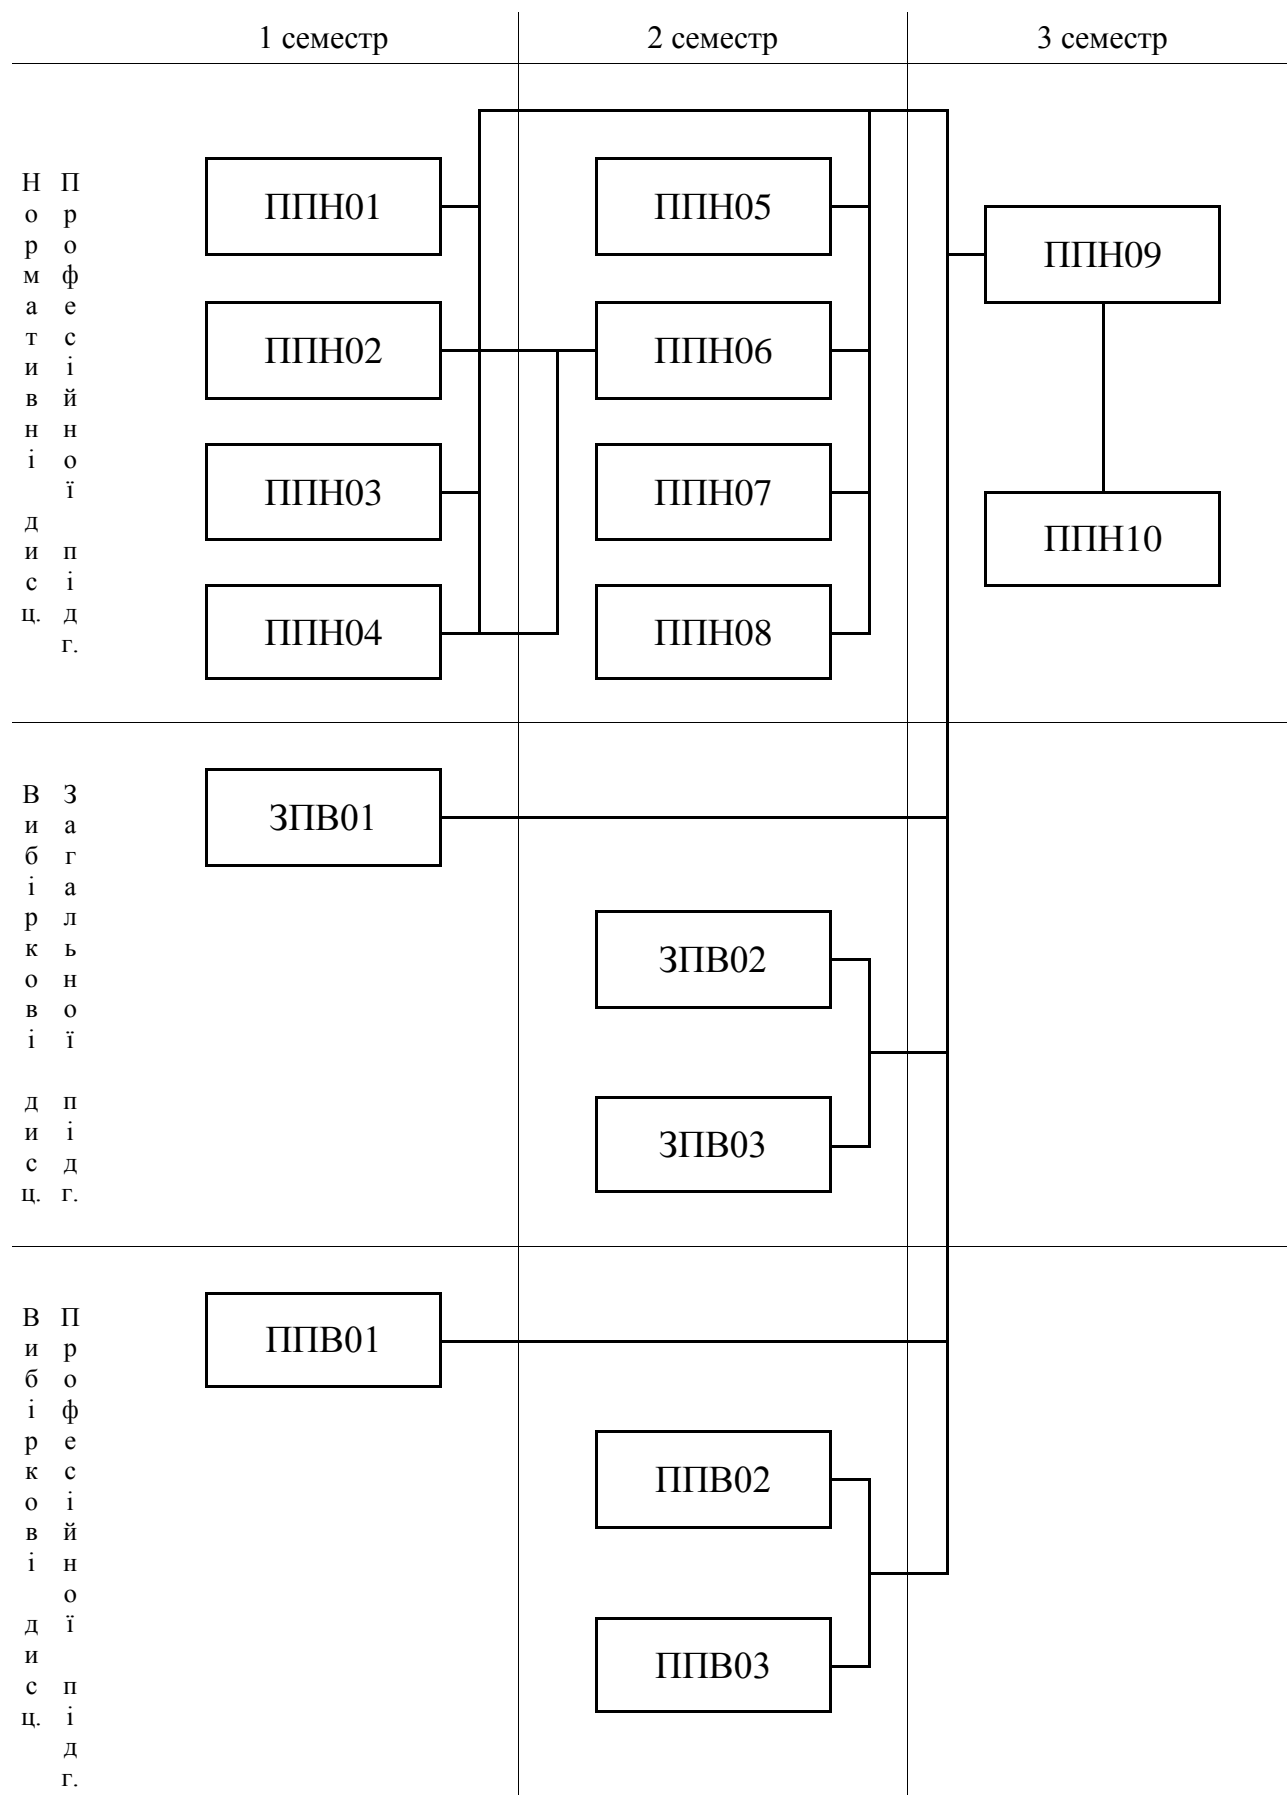 1 семестр 2 семестр 3 семестр
Нормативні дисц.
Професійної підг.
ППН01 ППН05
ППН09
ППН02 ППН06
ППН03 ППН07
ППН10
ППН04 ППН08
Вибіркові дисц.
Загальної підг.
ЗПВ01
ЗПВ02
ЗПВ03
Вибіркові дисц.
Професійної підг.
ППВ01
ППВ02
ППВ03